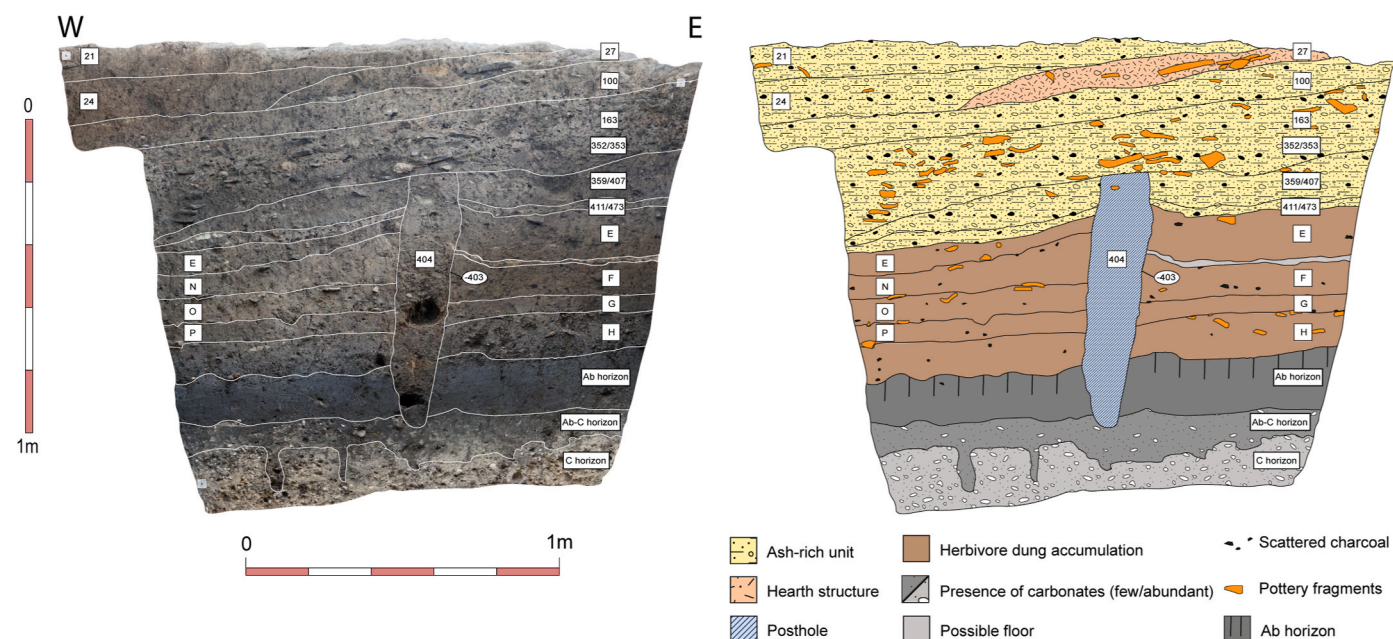 W
E
21
27
24
100
163
352/353
359/407
411/473
E
E
404
-403
F
N
G
O
P
H
Ab horizon
Ab-C horizon
C horizon
0
1m
0
1m
21
27
24
100
163
352/353
359/407
411/473
E
E
404
-403
F
N
G
O
P
H
Ab horizon
Ab-C horizon
C horizon
Ash-rich unit
Herbivore dung accumulation
Scattered charcoal
Hearth structure
Presence of carbonates (few/abundant)
Pottery fragments
Posthole
Possible floor
Ab horizon